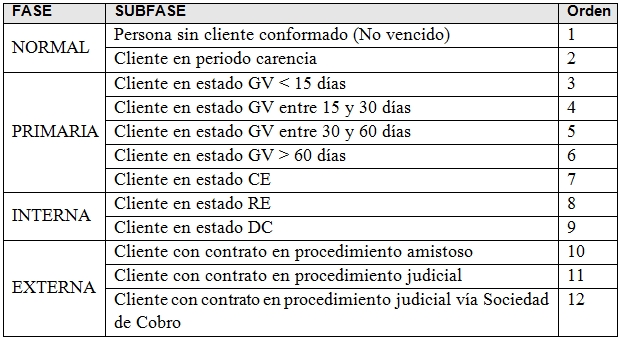 FASE SUBFASE Orden
NORMAL
Persona sin cliente conformado (No vencido) 1
Cliente en periodo carencia 2
PRIMARIA
Cliente en estado GV < 15 días 3
Cliente en estado GV entre 15 y 30 días 4
Cliente en estado GV entre 30 y 60 días 5
Cliente en estado GV > 60 días 6
Cliente en estado CE 7
INTERNA
Cliente en estado RE 8
Cliente en estado DC 9
EXTERNA
Cliente con contrato en procedimiento amistoso 10
Cliente con contrato en procedimiento judicial 11
Cliente con contrato en procedimiento judicial vía Sociedad 12
de Cobro